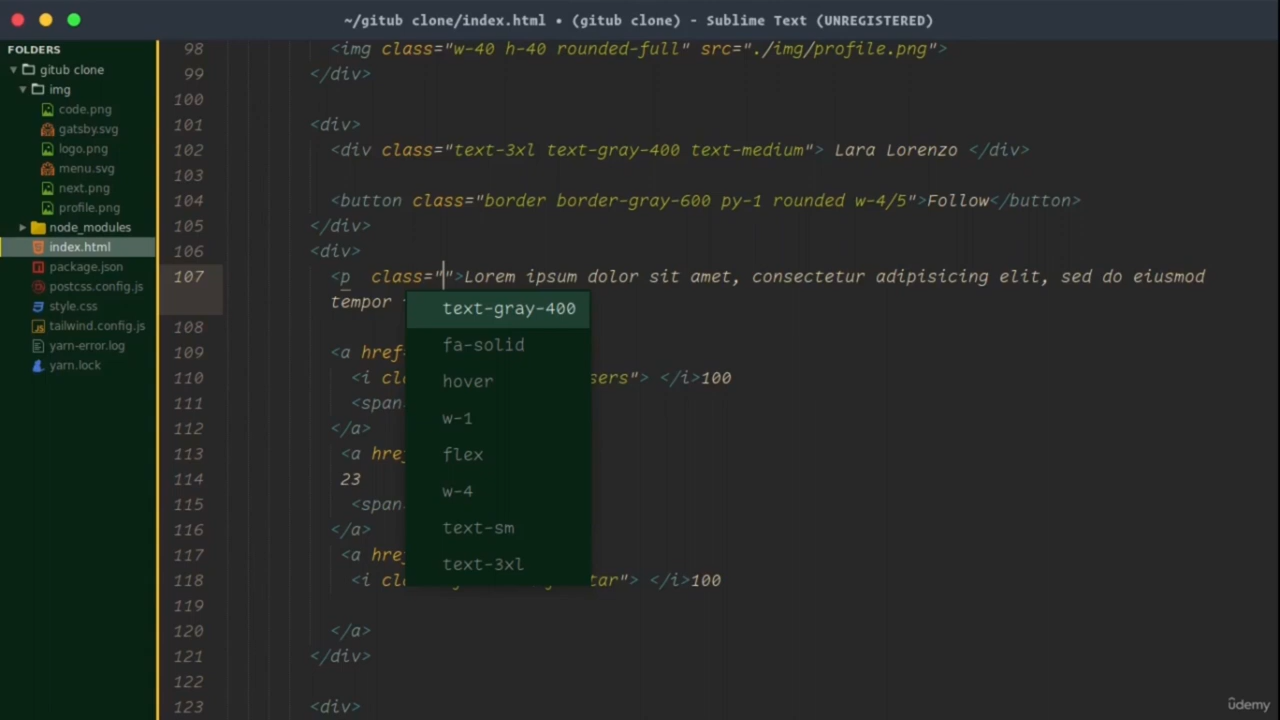 ~/gitub clone/index.html • (gitub clone) - Sublime Text (UNREGISTERED)
FOLDERS
gitub clone
img
code.png
gatsby.svg
logo.png
menu.svg
next.png
profile.png
node_modules
index.html
package.json
postcss.config.js
style.css
tailwind.config.js
yarn-error.log
yarn.lock
98 <img class="w-40 h-40 rounded-full" src="./img/profile.png">
99 </div>
100
101 <div>
102 <div class="text-3xl text-gray-400 text-medium"> Lara Lorenzo </div>
103
104 <button class="border border-gray-600 py-1 rounded w-4/5">Follow</button>
105 </div>
106 <div>
107 <p class="">Lorem ipsum dolor sit amet, consectetur adipisicing elit, sed do eiusmod
tempor
108
109 <a href
110 <i cl sers"> </i>100
111 <span
112 </a>
113 <a hre
114 23
115 <span
116 </a>
117 <a hre
118 <i cl tar"> </i>100
119
120 </a>
121 </div>
122
123 <div>
text-gray-400
fa-solid
hover
w-1
flex
w-4
text-sm
text-3xl
ûdemy